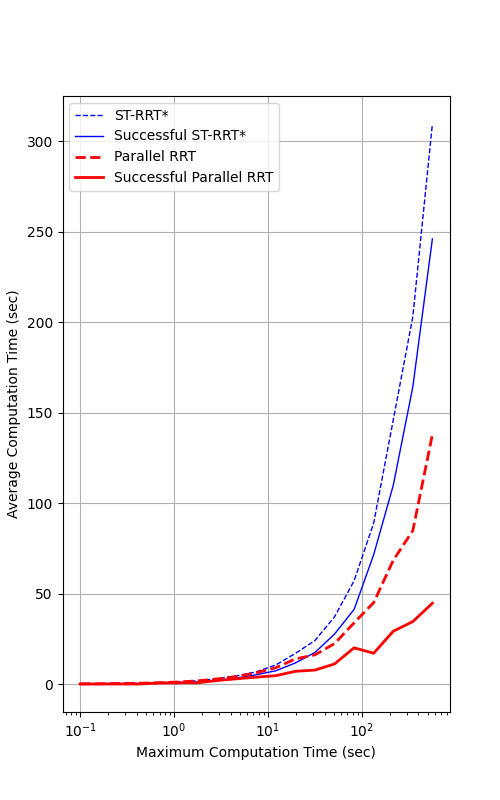 ST-RRT*
Successful ST-RRT*
Parallel RRT
Successful Parallel RRT
300
250
200
150
100
50
0
Average Computation Time (sec)
10⁻¹ 10⁰ 10¹ 10²
Maximum Computation Time (sec)